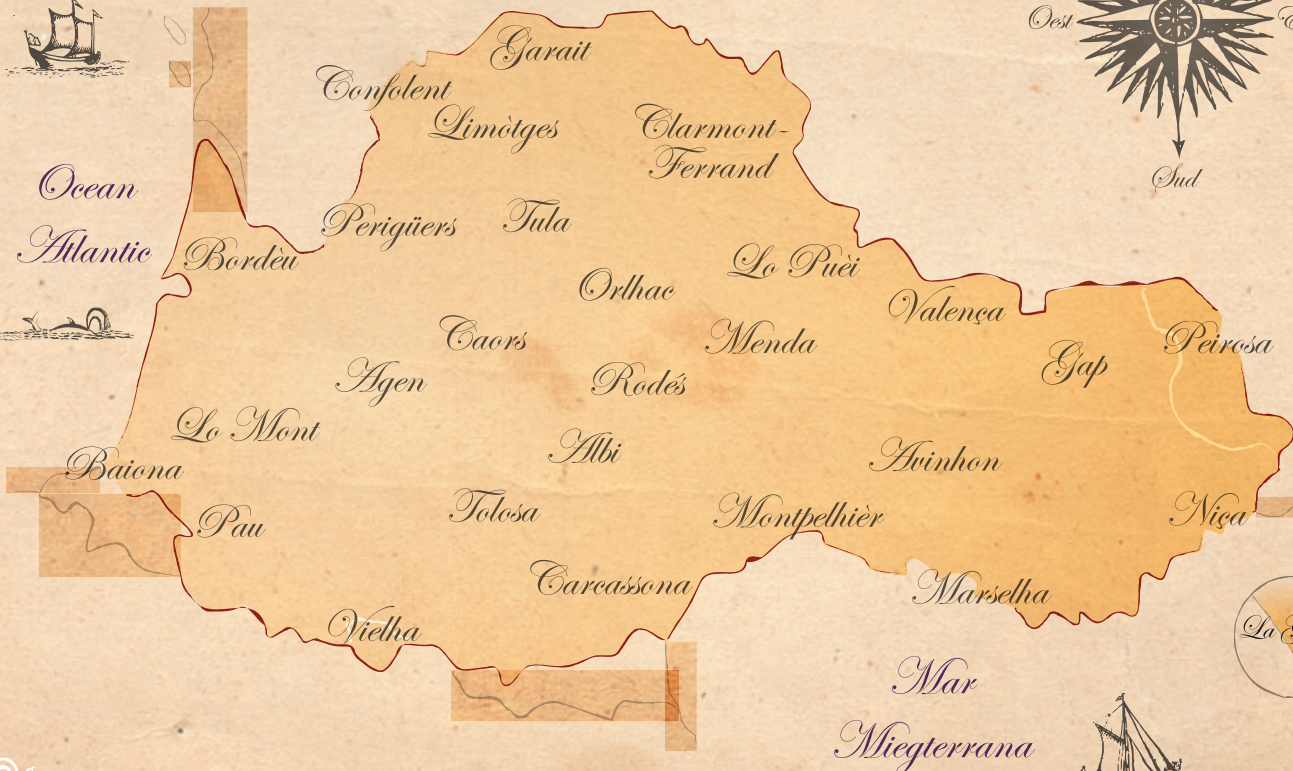 Oest
Garait
Confolent
Limòtges
Clarmont-
Ferrand
Sud
Ocean
Atlantic
Perigüers
Tula
Bordèu
Lo Puèi
Orlhac
Valença
Caors
Menda
Peirosa
Gap
Agen
Rodés
Lo Mont
Albi
Avinhon
Baiona
Tolosa
Montpelhièr
Niça
Pau
Carcassona
Marselha
Vielha
La
Mar
Miegterrana